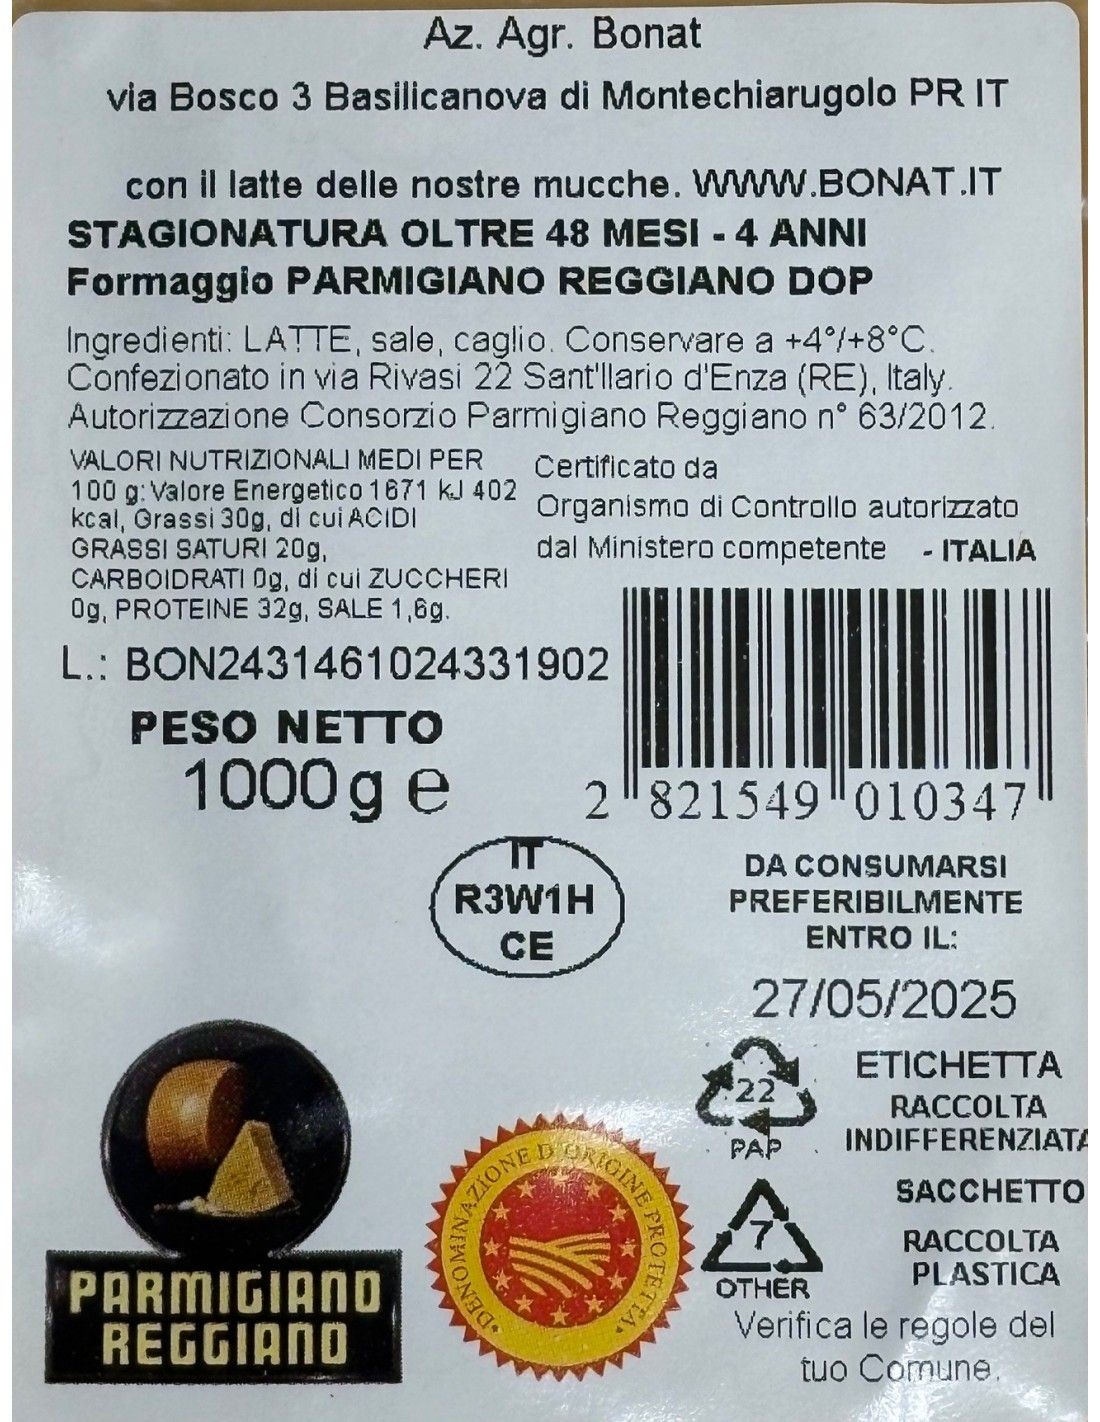 Az. Agr. Bonat
via Bosco 3 Basilicanova di Montechiarugolo PR IT
con il latte delle nostre mucche. WWW.BONAT.IT
STAGIONATURA OLTRE 48 MESI - 4 ANNI
Formaggio PARMIGIANO REGGIANO DOP
Ingredienti: LATTE, sale, caglio. Conservare a +4°/+8°C.
Confezionato in via Rivasi 22 Sant'Ilario d'Enza (RE), Italy.
Autorizzazione Consorzio Parmigiano Reggiano n° 63/2012.
VALORI NUTRIZIONALI MEDI PER
100 g: Valore Energetico 1671 kJ 402
kcal, Grassi 30g, di cui ACIDI
GRASSI SATURI 20g,
CARBOIDRATI 0g, di cui ZUCCHERI
0g, PROTEINE 32g, SALE 1,6g.
Certificato da
Organismo di Controllo autorizzato
dal Ministero competente - ITALIA
L.: BON2431461024331902
PESO NETTO
1000g e
2 821549 010347
IT
R3W1H
CE
DA CONSUMARSI
PREFERIBILMENTE
ENTRO IL:
27/05/2025
22
PAP
ETICHETTA
RACCOLTA
INDIFFERENZIATA
7
OTHER
SACCHETTO
RACCOLTA
PLASTICA
Verifica le regole del
tuo Comune.
PARMIGIANO
REGGIANO
DENOMINAZIONE D'ORIGINE PROTETTA